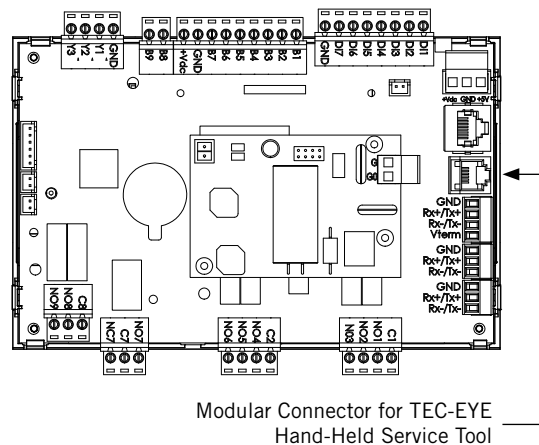 Y3 Y2 Y1 GND
B9 B8 +Vdc GND B7 B6 B5 B4 B3 B2 B1
GND DI7 DI6 DI5 DI4 DI3 DI2 DI1
+Vdc GND +5V
G
G0
GND
Rx+/Tx+
Rx-/Tx-
Vterm
GND
Rx+/Tx+
Rx-/Tx-
GND
Rx+/Tx+
Rx-/Tx-
NO9 NO8 C8
NC7 C7 NO7
NO6 NO5 NO4 C2
NO3 NO2 NO1 C1
Modular Connector for TEC-EYE
Hand-Held Service Tool